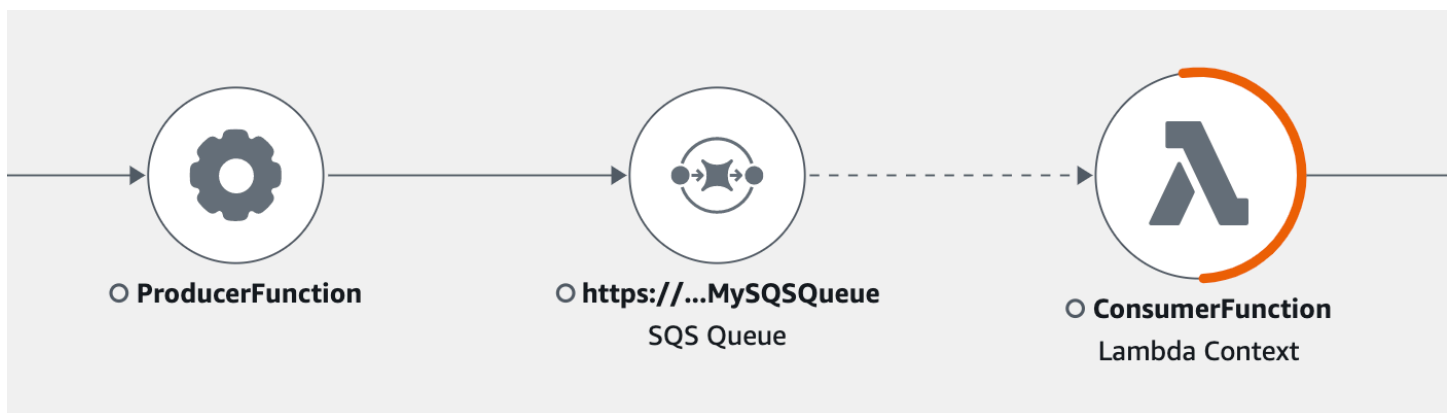 ProducerFunction
https://...MySQSQueue
SQS Queue
ConsumerFunction
Lambda Context